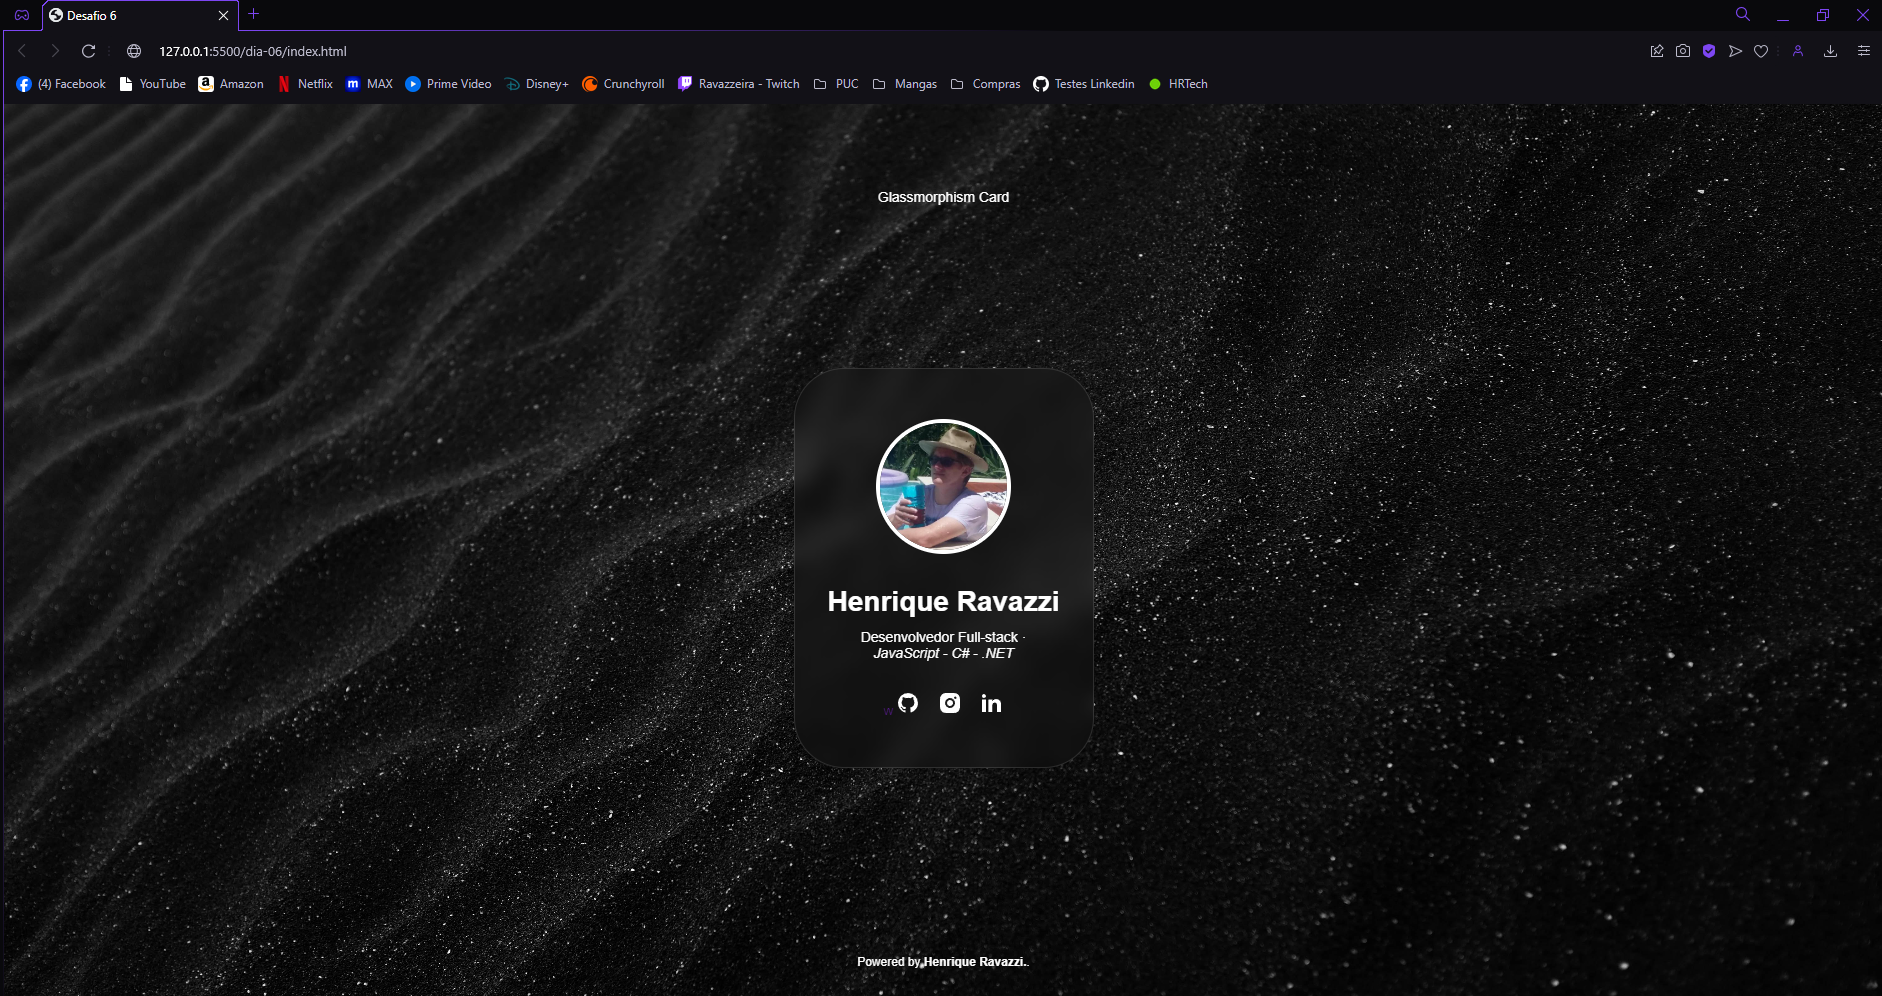 Desafio 6
127.0.0.1:5500/dia-06/index.html
(4) Facebook YouTube Amazon Netflix MAX Prime Video Disney+ Crunchyroll Ravazzeira - Twitch PUC Mangas Compras Testes Linkedin HRTech
Glassmorphism Card
Henrique Ravazzi
Desenvolvedor Full-stack ·
JavaScript - C# - .NET
w
Powered by Henrique Ravazzi..